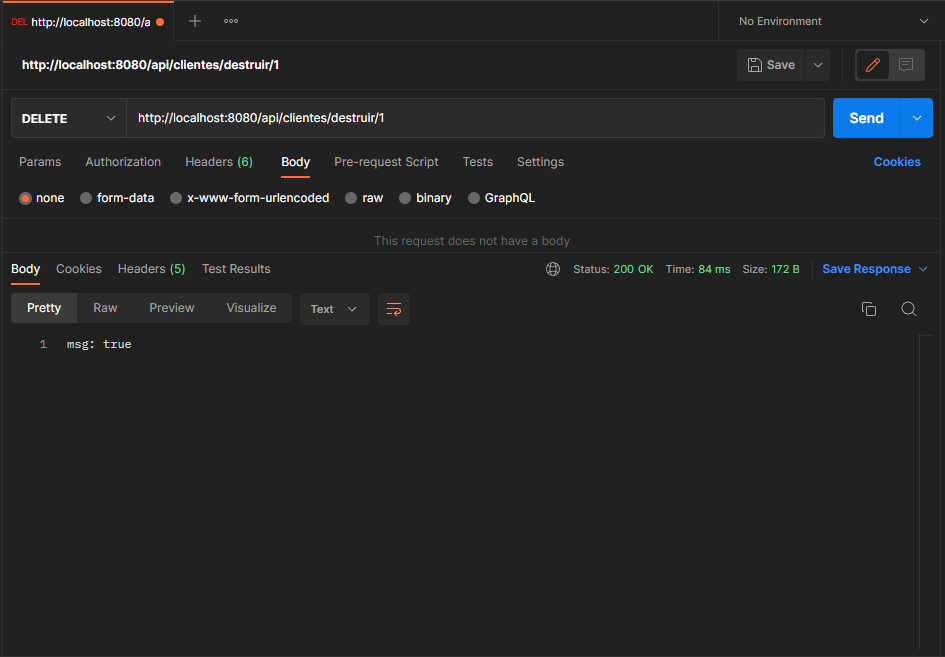 DEL http://localhost:8080/a
No Environment
http://localhost:8080/api/clientes/destruir/1
Save
DELETE http://localhost:8080/api/clientes/destruir/1 Send
Params Authorization Headers (6) Body Pre-request Script Tests Settings Cookies
none form-data x-www-form-urlencoded raw binary GraphQL
This request does not have a body
Body Cookies Headers (5) Test Results Status: 200 OK Time: 84 ms Size: 172 B Save Response
Pretty Raw Preview Visualize Text
1 msg: true